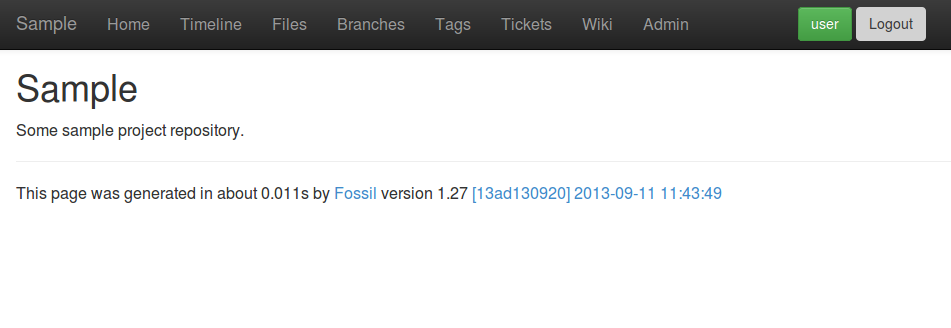 Sample Home Timeline Files Branches Tags Tickets Wiki Admin user Logout
Sample
Some sample project repository.
This page was generated in about 0.011s by Fossil version 1.27 [13ad130920] 2013-09-11 11:43:49